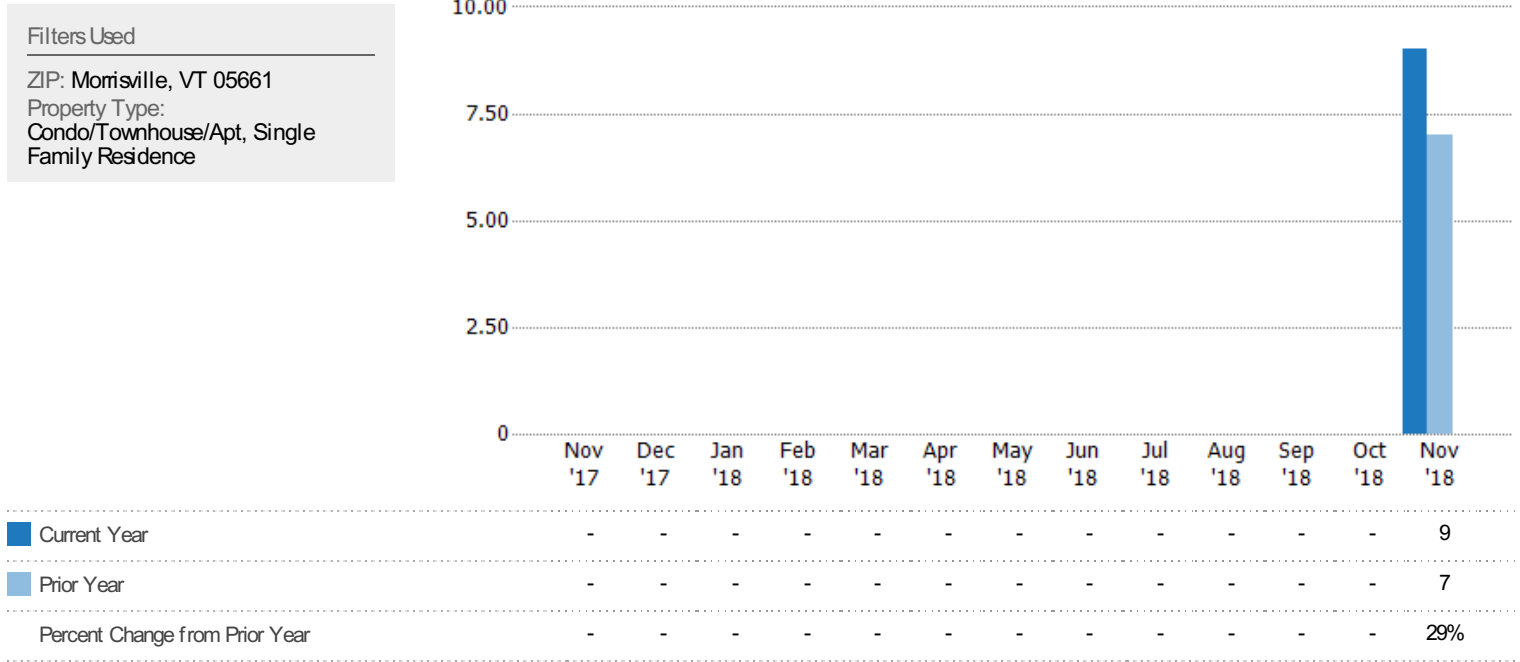 Filters Used
ZIP: Morrisville, VT 05661
Property Type:
Condo/Townhouse/Apt, Single
Family Residence
10.00
7.50
5.00
2.50
0
Nov Dec Jan Feb Mar Apr May Jun Jul Aug Sep Oct Nov
'17 '17 '18 '18 '18 '18 '18 '18 '18 '18 '18 '18 '18
Current Year - - - - - - - - - - - - 9
Prior Year - - - - - - - - - - - - 7
Percent Change from Prior Year - - - - - - - - - - - - 29%